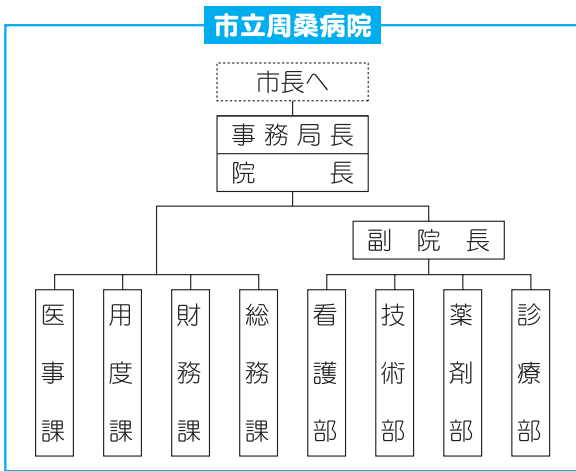 市立周桑病院
市長へ
事務局長
院長
副院長
医事課
用度課
財務課
総務課
看護部
技術部
薬剤部
診療部